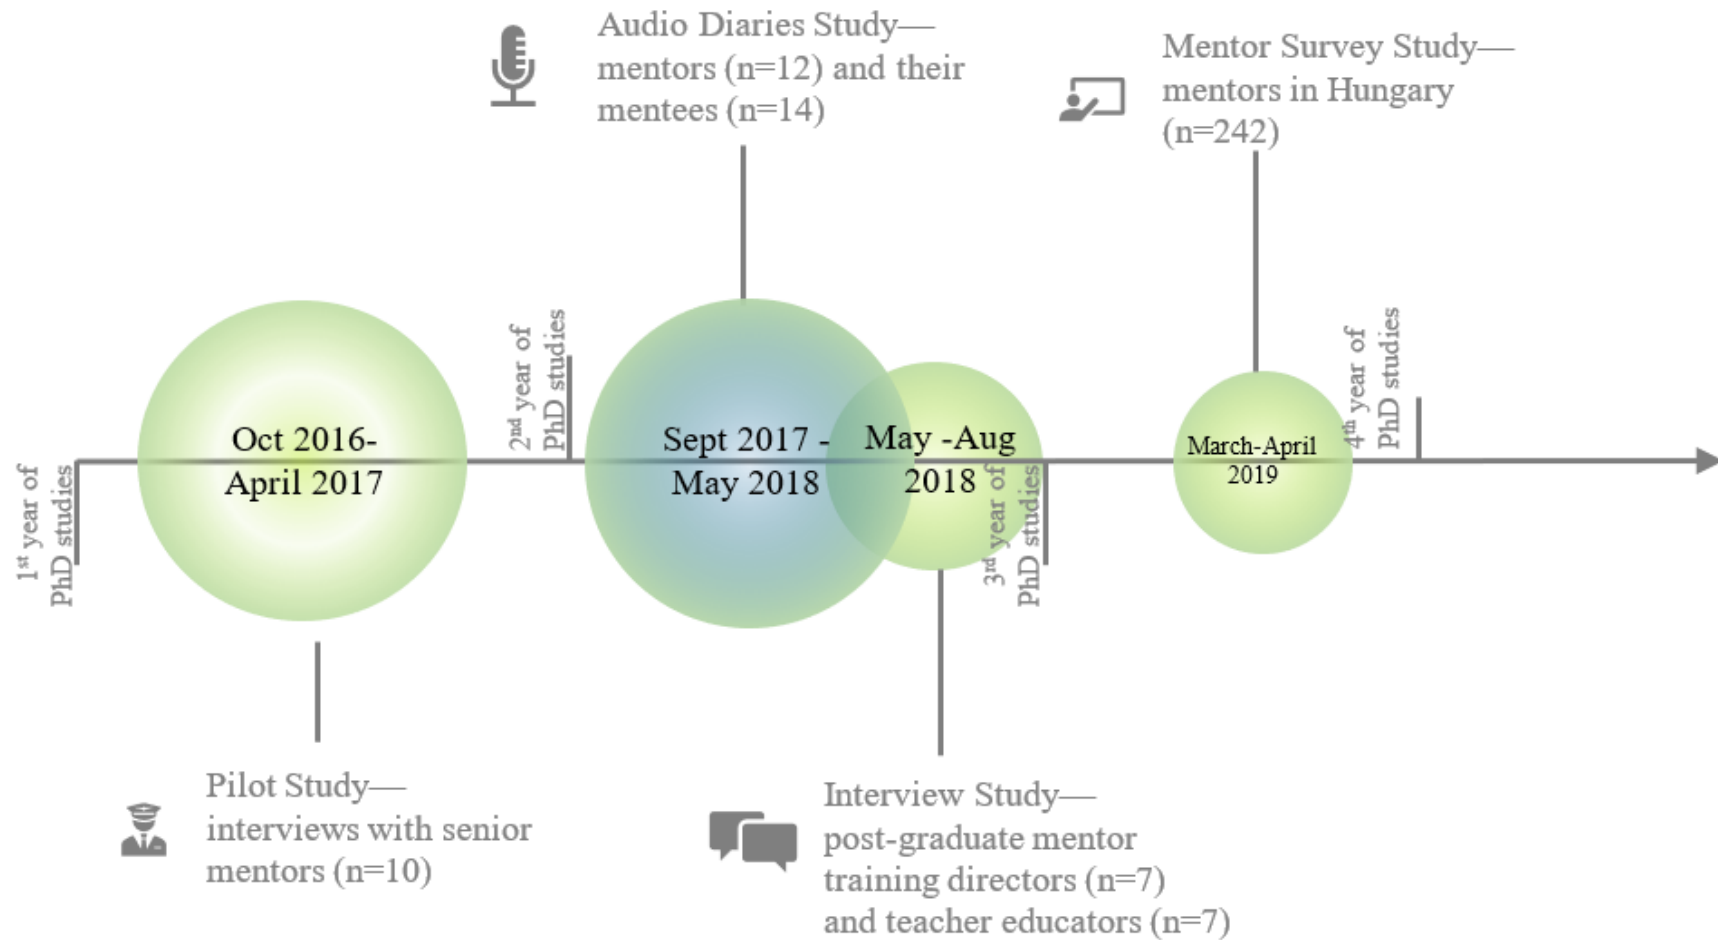 Audio Diaries Study—
mentors (n=12) and their
mentees (n=14)
Mentor Survey Study—
mentors in Hungary
(n=242)
1st year of
PhD studies
Oct 2016-
April 2017
2nd year of
PhD studies
Sept 2017 -
May 2018
May -Aug
2018
3rd year of
PhD studies
March-April
2019
4th year of
PhD studies
Pilot Study—
interviews with senior
mentors (n=10)
Interview Study—
post-graduate mentor
training directors (n=7)
and teacher educators (n=7)